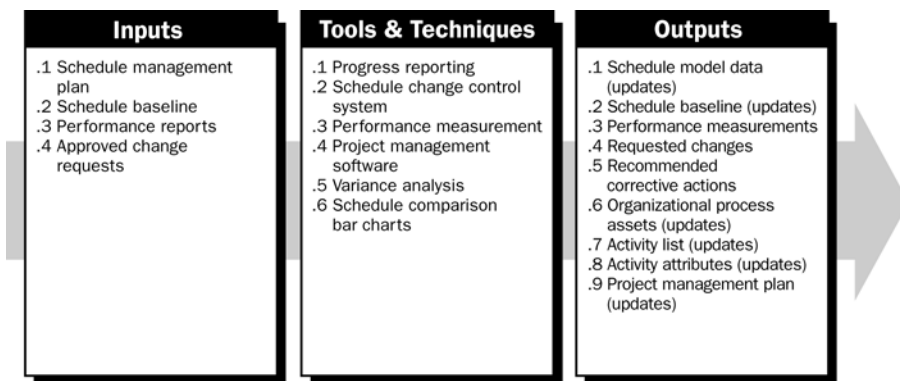 Inputs
.1 Schedule management
plan
.2 Schedule baseline
.3 Performance reports
.4 Approved change
requests
Tools & Techniques
.1 Progress reporting
.2 Schedule change control
system
.3 Performance measurement
.4 Project management
software
.5 Variance analysis
.6 Schedule comparison
bar charts
Outputs
.1 Schedule model data
(updates)
.2 Schedule baseline (updates)
.3 Performance measurements
.4 Requested changes
.5 Recommended
corrective actions
.6 Organizational process
assets (updates)
.7 Activity list (updates)
.8 Activity attributes (updates)
.9 Project management plan
(updates)